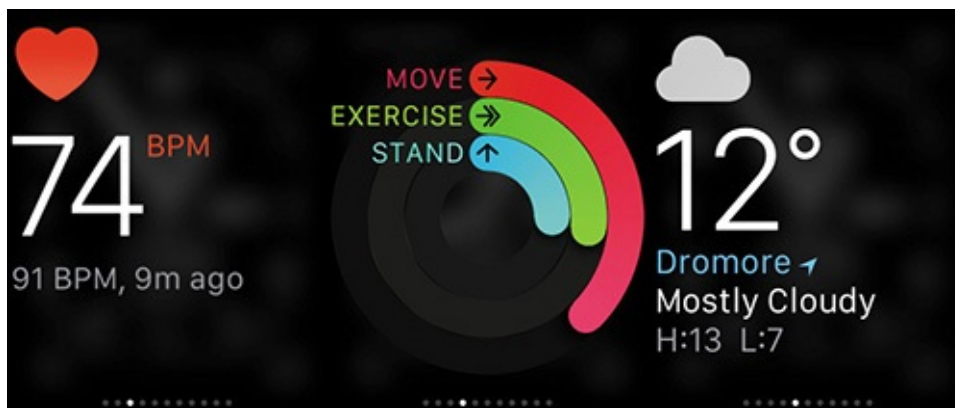 74 BPM
91 BPM, 9m ago
MOVE
EXERCISE
STAND
12°
Dromore
Mostly Cloudy
H:13 L:7